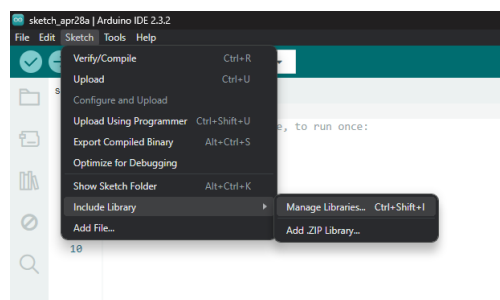 sketch_apr28a | Arduino IDE 2.3.2
File Edit Sketch Tools Help
Verify/Compile Ctrl+R
Upload Ctrl+U
Configure and Upload
Upload Using Programmer Ctrl+Shift+U
e, to run once:
Export Compiled Binary Alt+Ctrl+S
Optimize for Debugging
Show Sketch Folder Alt+Ctrl+K
Include Library
Manage Libraries... Ctrl+Shift+I
Add File...
Add .ZIP Library...
10